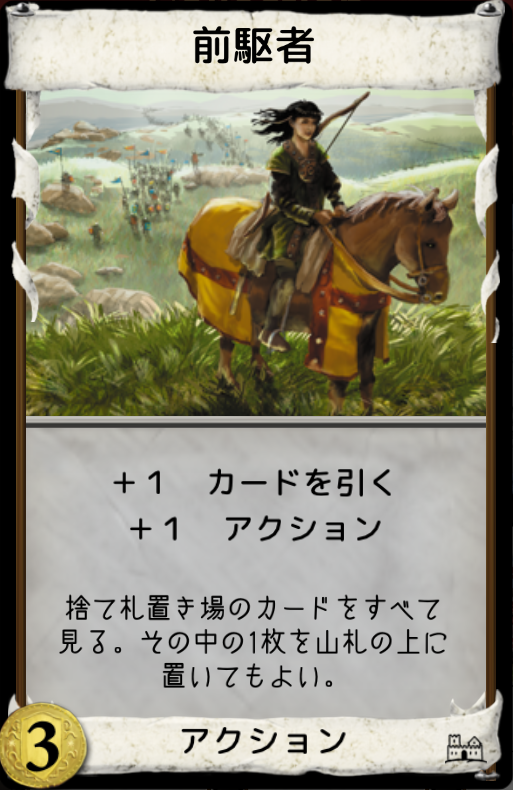 前駆者
＋１　カードを引く
＋１　アクション
捨て札置き場のカードをすべて
見る。その中の1枚を山札の上に
置いてもよい。
3
アクション